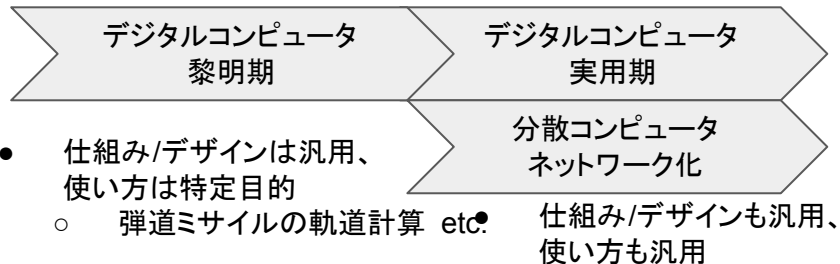 デジタルコンピュータ
黎明期
デジタルコンピュータ
実用期
分散コンピュータ
ネットワーク化
● 仕組み/デザインは汎用、
使い方は特定目的
○ 弾道ミサイルの軌道計算 etc.
● 仕組み/デザインも汎用、
使い方も汎用